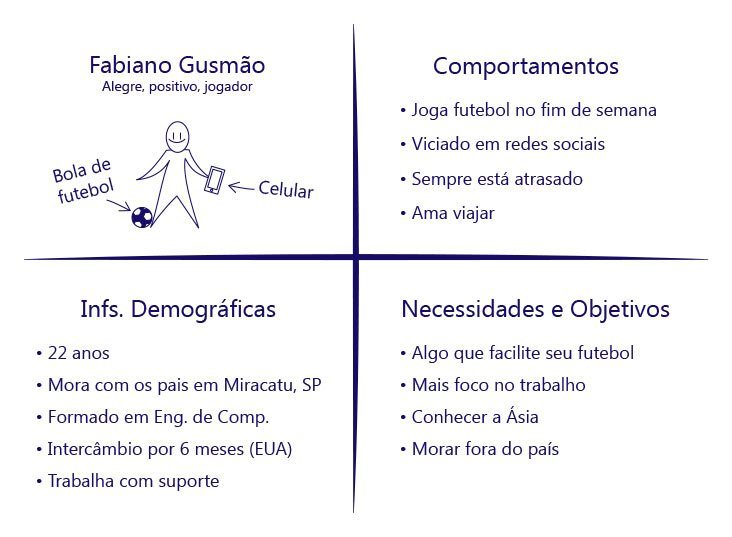 Fabiano Gusmão
Alegre, positivo, jogador
Bola de
futebol
Celular
Comportamentos
• Joga futebol no fim de semana
• Viciado em redes sociais
• Sempre está atrasado
• Ama viajar
Infs. Demográficas
• 22 anos
• Mora com os pais em Miracatu, SP
• Formado em Eng. de Comp.
• Intercâmbio por 6 meses (EUA)
• Trabalha com suporte
Necessidades e Objetivos
• Algo que facilite seu futebol
• Mais foco no trabalho
• Conhecer a Ásia
• Morar fora do país